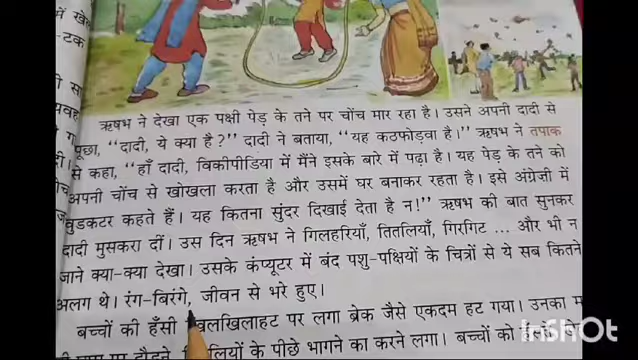 ऋषभ ने देखा एक पक्षी पेड़ के तने पर चोंच मार रहा है। उसने अपनी दादी से
पूछा, ‘‘दादी, ये क्या है?’’ दादी ने बताया, ‘‘यह कठफोड़वा है।’’ ऋषभ ने तपाक
से कहा, ‘‘हाँ दादी, विकीपीडिया में मैंने इसके बारे में पढ़ा है। यह पेड़ के तने को
अपनी चोंच से खोखला करता है और उसमें घर बनाकर रहता है। इसे अंग्रेज़ी में
वुडकटर कहते हैं। यह कितना सुंदर दिखाई देता है न!’’ ऋषभ की बात सुनकर
दादी मुसकरा दीं। उस दिन ऋषभ ने गिलहरियाँ, तितलियाँ, गिरगिट ... और भी न
जाने क्या-क्या देखा। उसके कंप्यूटर में बंद पशु-पक्षियों के चित्रों से ये सब कितने
अलग थे। रंग-बिरंगे, जीवन से भरे हुए।
बच्चों की हँसी पर लगा ब्रेक जैसे एकदम हट गया। उनका
के पीछे भागने का करने लगा। बच्चों को
YouTube